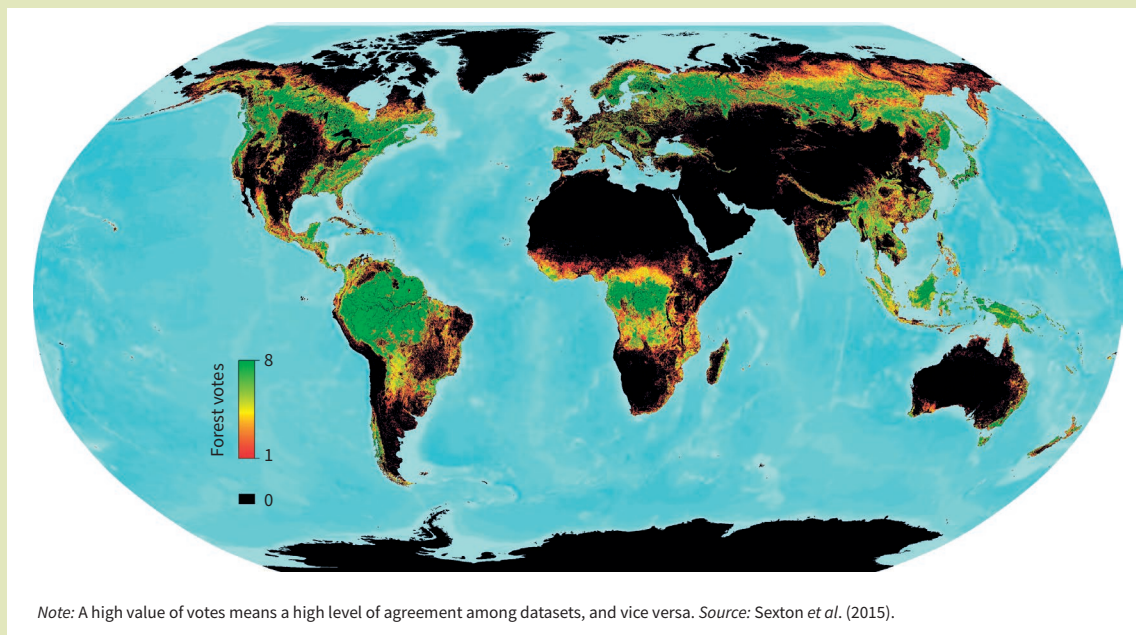 Forest votes
8
1
0
Note: A high value of votes means a high level of agreement among datasets, and vice versa. Source: Sexton et al. (2015).